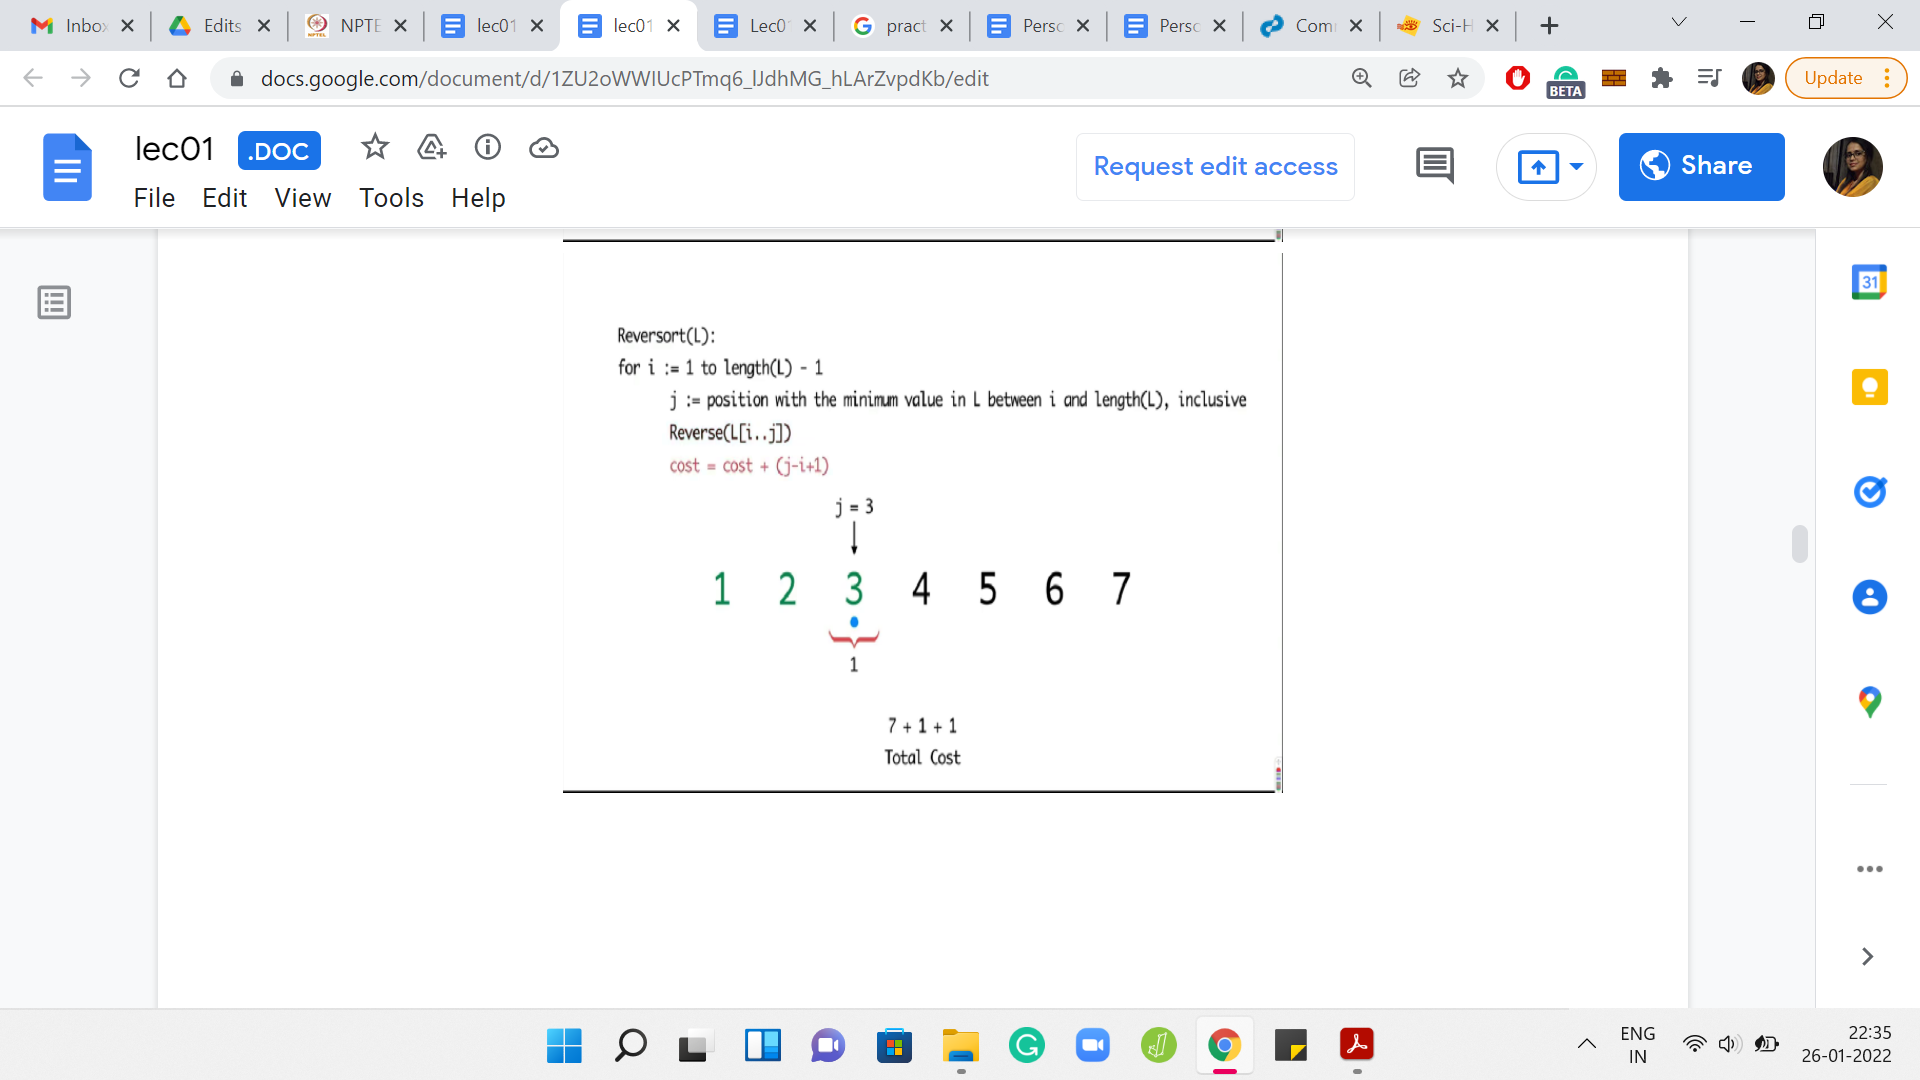 Inbox
Edits
NPTE
lec01
lec01
Lec01
pract
Perso
Perso
Com
Sci-H
docs.google.com/document/d/1ZU2oWWIUcPTmq6_lJdhMG_hLArZvpdKb/edit
BETA
Update
lec01 .DOC
File Edit View Tools Help
Request edit access
Share
31
Reversort(L):
for i := 1 to length(L) - 1
j := position with the minimum value in L between i and length(L), inclusive
Reverse(L[i..j])
cost = cost + (j-i+1)
j = 3
1 2 3 4 5 6 7
1
7 + 1 + 1
Total Cost
ENG
IN
22:35
26-01-2022